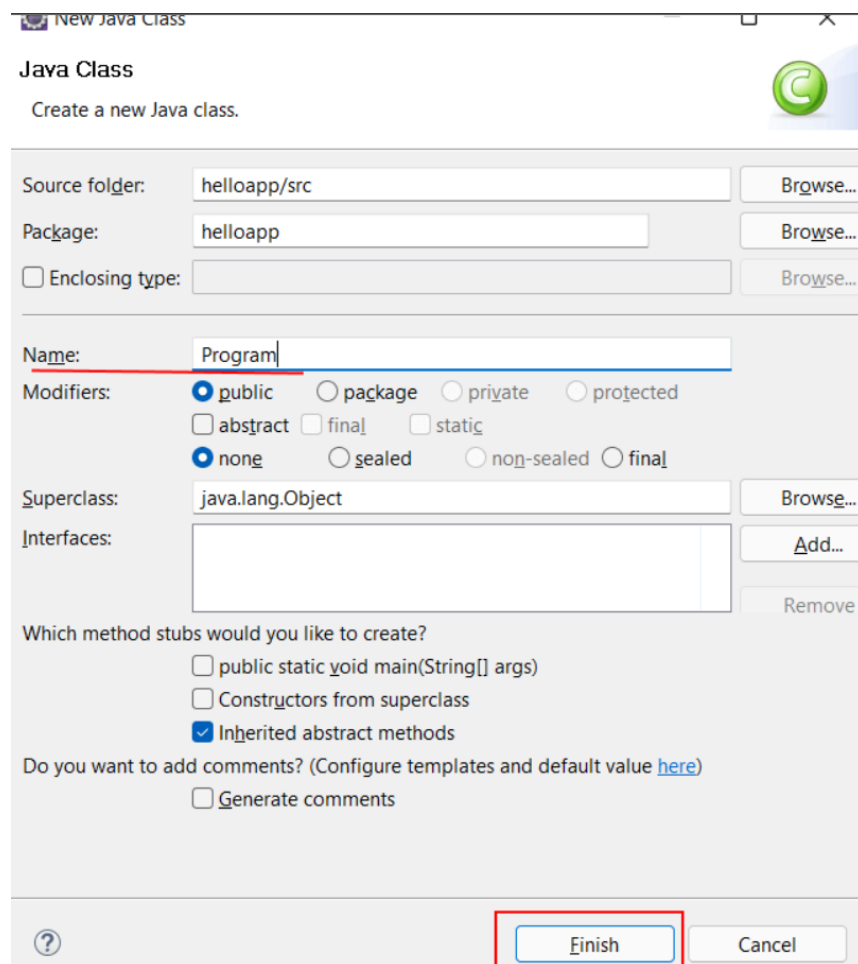 New Java Class
Java Class
Create a new Java class.
Source folder: helloapp/src Browse...
Package: helloapp Browse...
Enclosing type: Browse...
Name: Program
Modifiers: public package private protected
abstract final static
none sealed non-sealed final
Superclass: java.lang.Object Browse...
Interfaces: Add...
Remove
Which method stubs would you like to create?
public static void main(String[] args)
Constructors from superclass
Inherited abstract methods
Do you want to add comments? (Configure templates and default value here)
Generate comments
? Finish Cancel